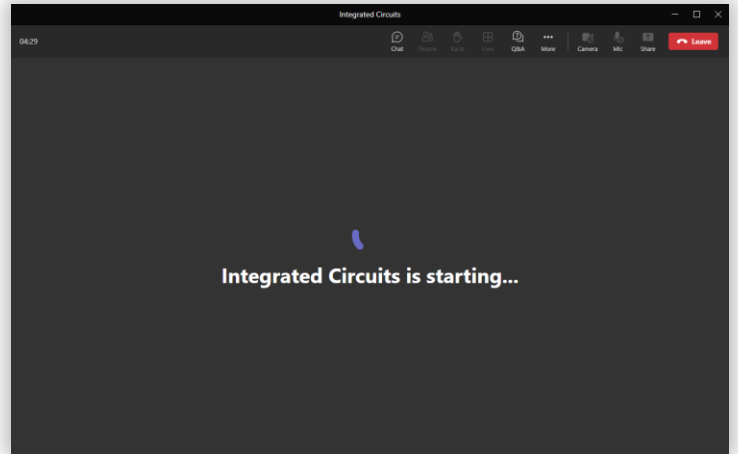 Integrated Circuits
04:29
Chat
People
Raise
View
Q&A
More
Camera
Mic
Share
Leave
Integrated Circuits is starting...